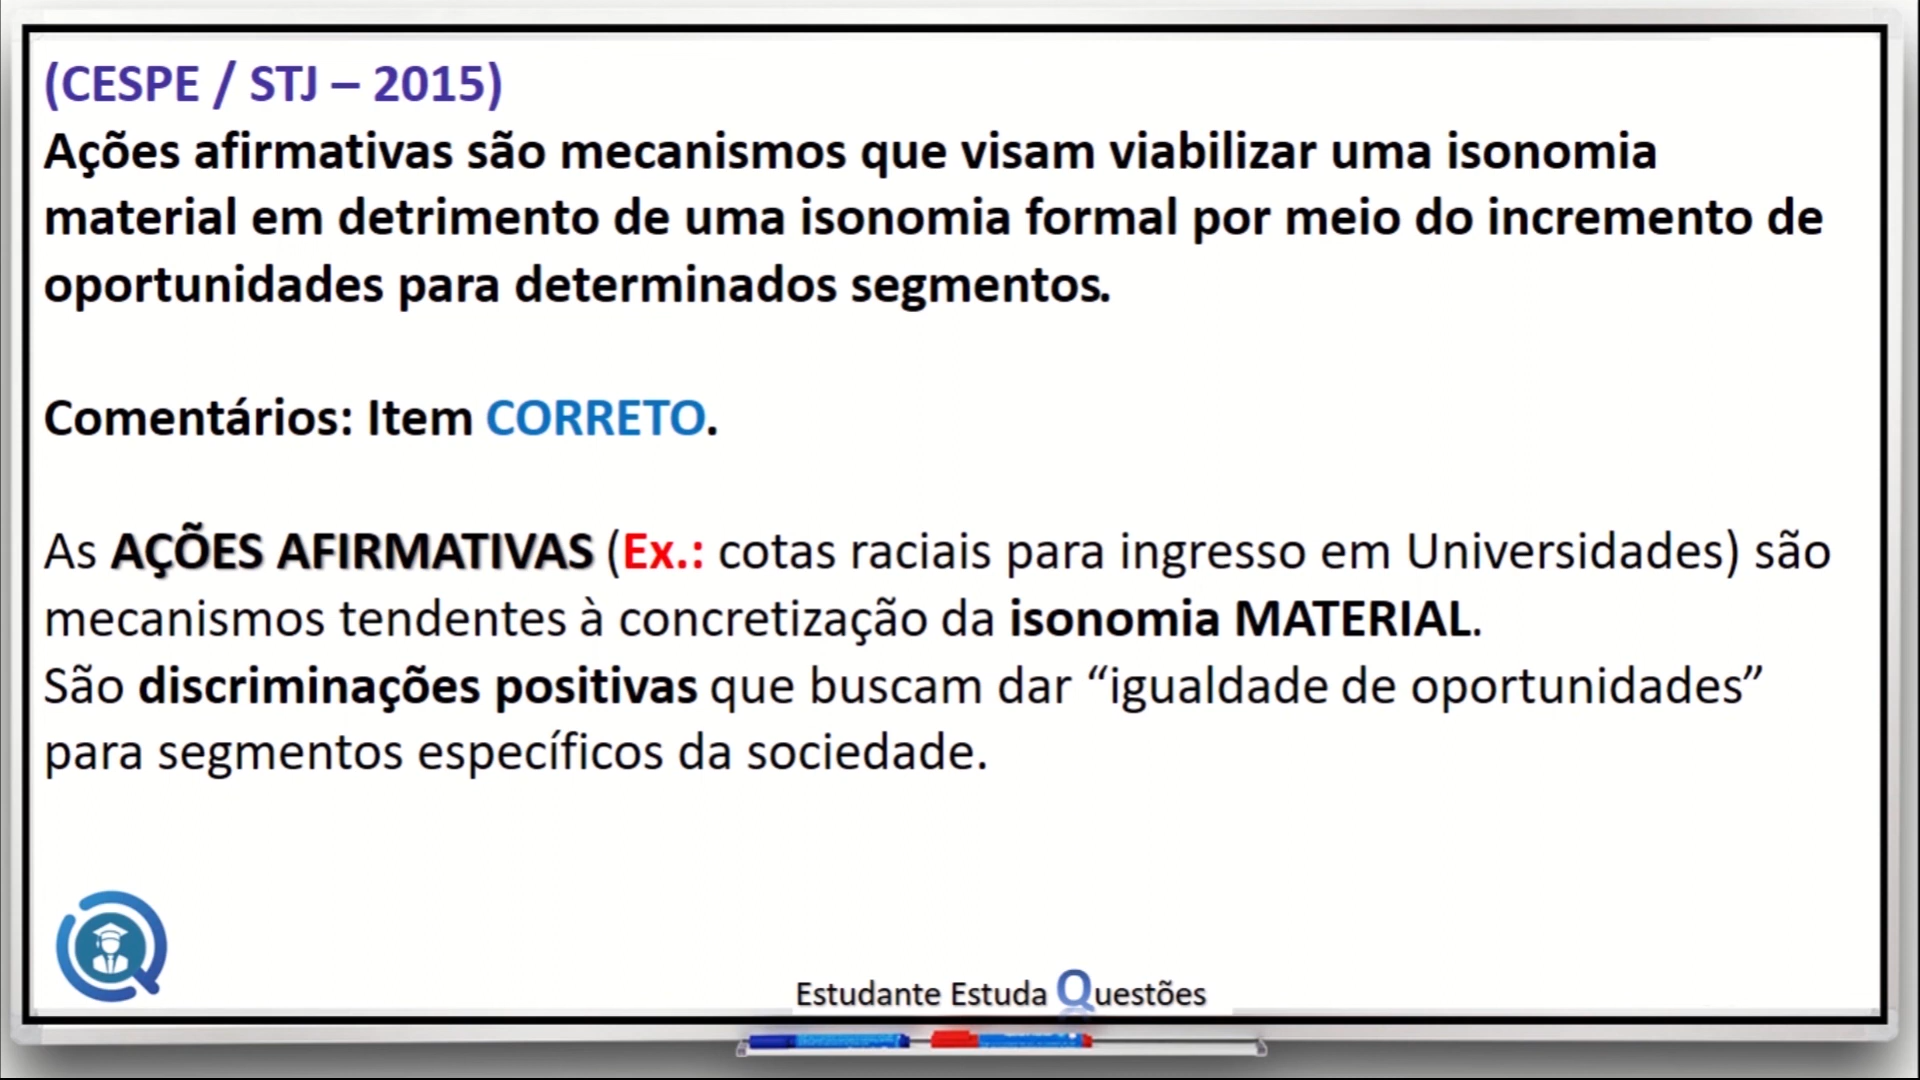 (CESPE / STJ – 2015)
Ações afirmativas são mecanismos que visam viabilizar uma isonomia
material em detrimento de uma isonomia formal por meio do incremento de
oportunidades para determinados segmentos.
Comentários: Item CORRETO.
As AÇÕES AFIRMATIVAS (Ex.: cotas raciais para ingresso em Universidades) são
mecanismos tendentes à concretização da isonomia MATERIAL.
São discriminações positivas que buscam dar “igualdade de oportunidades”
para segmentos específicos da sociedade.
Estudante Estuda Questões